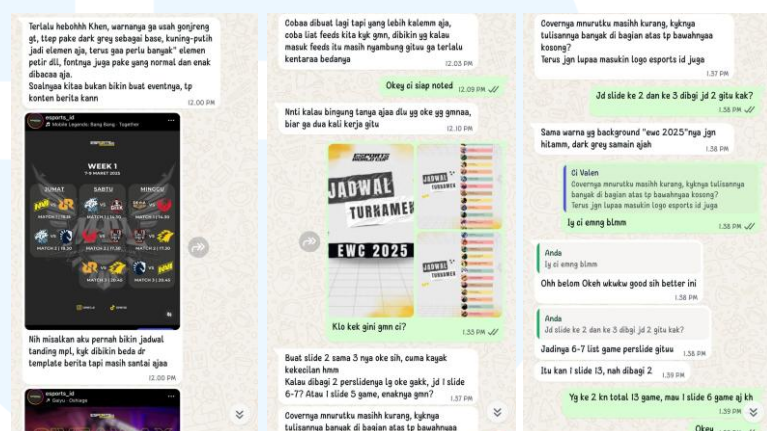 Terlalu hebohhh Khen, warnanya ga usah gonjreng
gt, ttep pake dark grey sebagai base, kuning-putih
jadi elemen aja, terus gaa perlu banyak" elemen
petir dll, fontnya juga pake yang normal dan enak
dibacaa aja.
Soalnyaa kitaa bukan bikin buat eventnya, tp
konten berita kann
12.00 PM
esports_id
Mobile Legends: Bang Bang · Together
WEEK 1
7-9 MARET 2025
JUMAT SABTU MINGGU
VS
Nih misalkan aku pernah bikin jadwal
tanding mpl, kyk dibikin beda dr
template berita tapi masih santai ajaa
12.00 PM
esports_id
Cobaa dibuat lagi tapi yang lebih kalemm aja,
coba liat feeds kita kyk gmn, dibikin yg kalau
masuk feeds itu masih nyambung gituu ga terlalu
kentaraa bedanya
12.03 PM
Okey ci siap noted 12.09 PM
Nnti kalau bingung tanya ajaa dlu yg oke yg gmnaa,
biar ga dua kali kerja gitu
12.10 PM
JADWAL
TURNAMEN
EWC 2025
JADWAL
TURNAMEN
JADWAL
TURNAMEN
Klo kek gini gmn ci?
1.35 PM
Buat slide 2 sama 3 nya oke sih, cuma kayak
kekecilan hmm
Kalau dibagi 2 perslidenya lg oke gakk, jd 1 slide
6-7? Atau 1 slide 5 game, enaknya gmn?
1.37 PM
Covernya mnurutku masihh kurang, kyknya
tulisannya banyak di bagian atas tp bawahnyaa
Covernya mnurutku masihh kurang, kyknya
tulisannya banyak di bagian atas tp bawahnyaa
kosong?
Terus jgn lupaa masukin logo esports id juga
1.37 PM
Jd slide ke 2 dan ke 3 dibgi jd 2 gitu kak?
1.38 PM
Sama warna yg background "ewc 2025"nya jgn
hitamm, dark grey samain ajah
1.38 PM
Ci Valen
Covernya mnurutku masihh kurang, kyknya tulisannya
banyak di bagian atas tp bawahnyaa kosong?
Terus jgn lupaa masukin logo esports id juga
Iy ci emng blmm
1.38 PM
Anda
Iy ci emng blmm
Ohh belom Okeh wkwkw good sih better ini
1.38 PM
Anda
Jd slide ke 2 dan ke 3 dibgi jd 2 gitu kak?
Jadinya 6-7 list game perslide gituu
1.38 PM
Itu kan 1 slide 13, nah dibagi 2
1.39 PM
Yg ke 2 kn total 13 game, mau 1 slide 6 game aj kh
1.39 PM
Okey